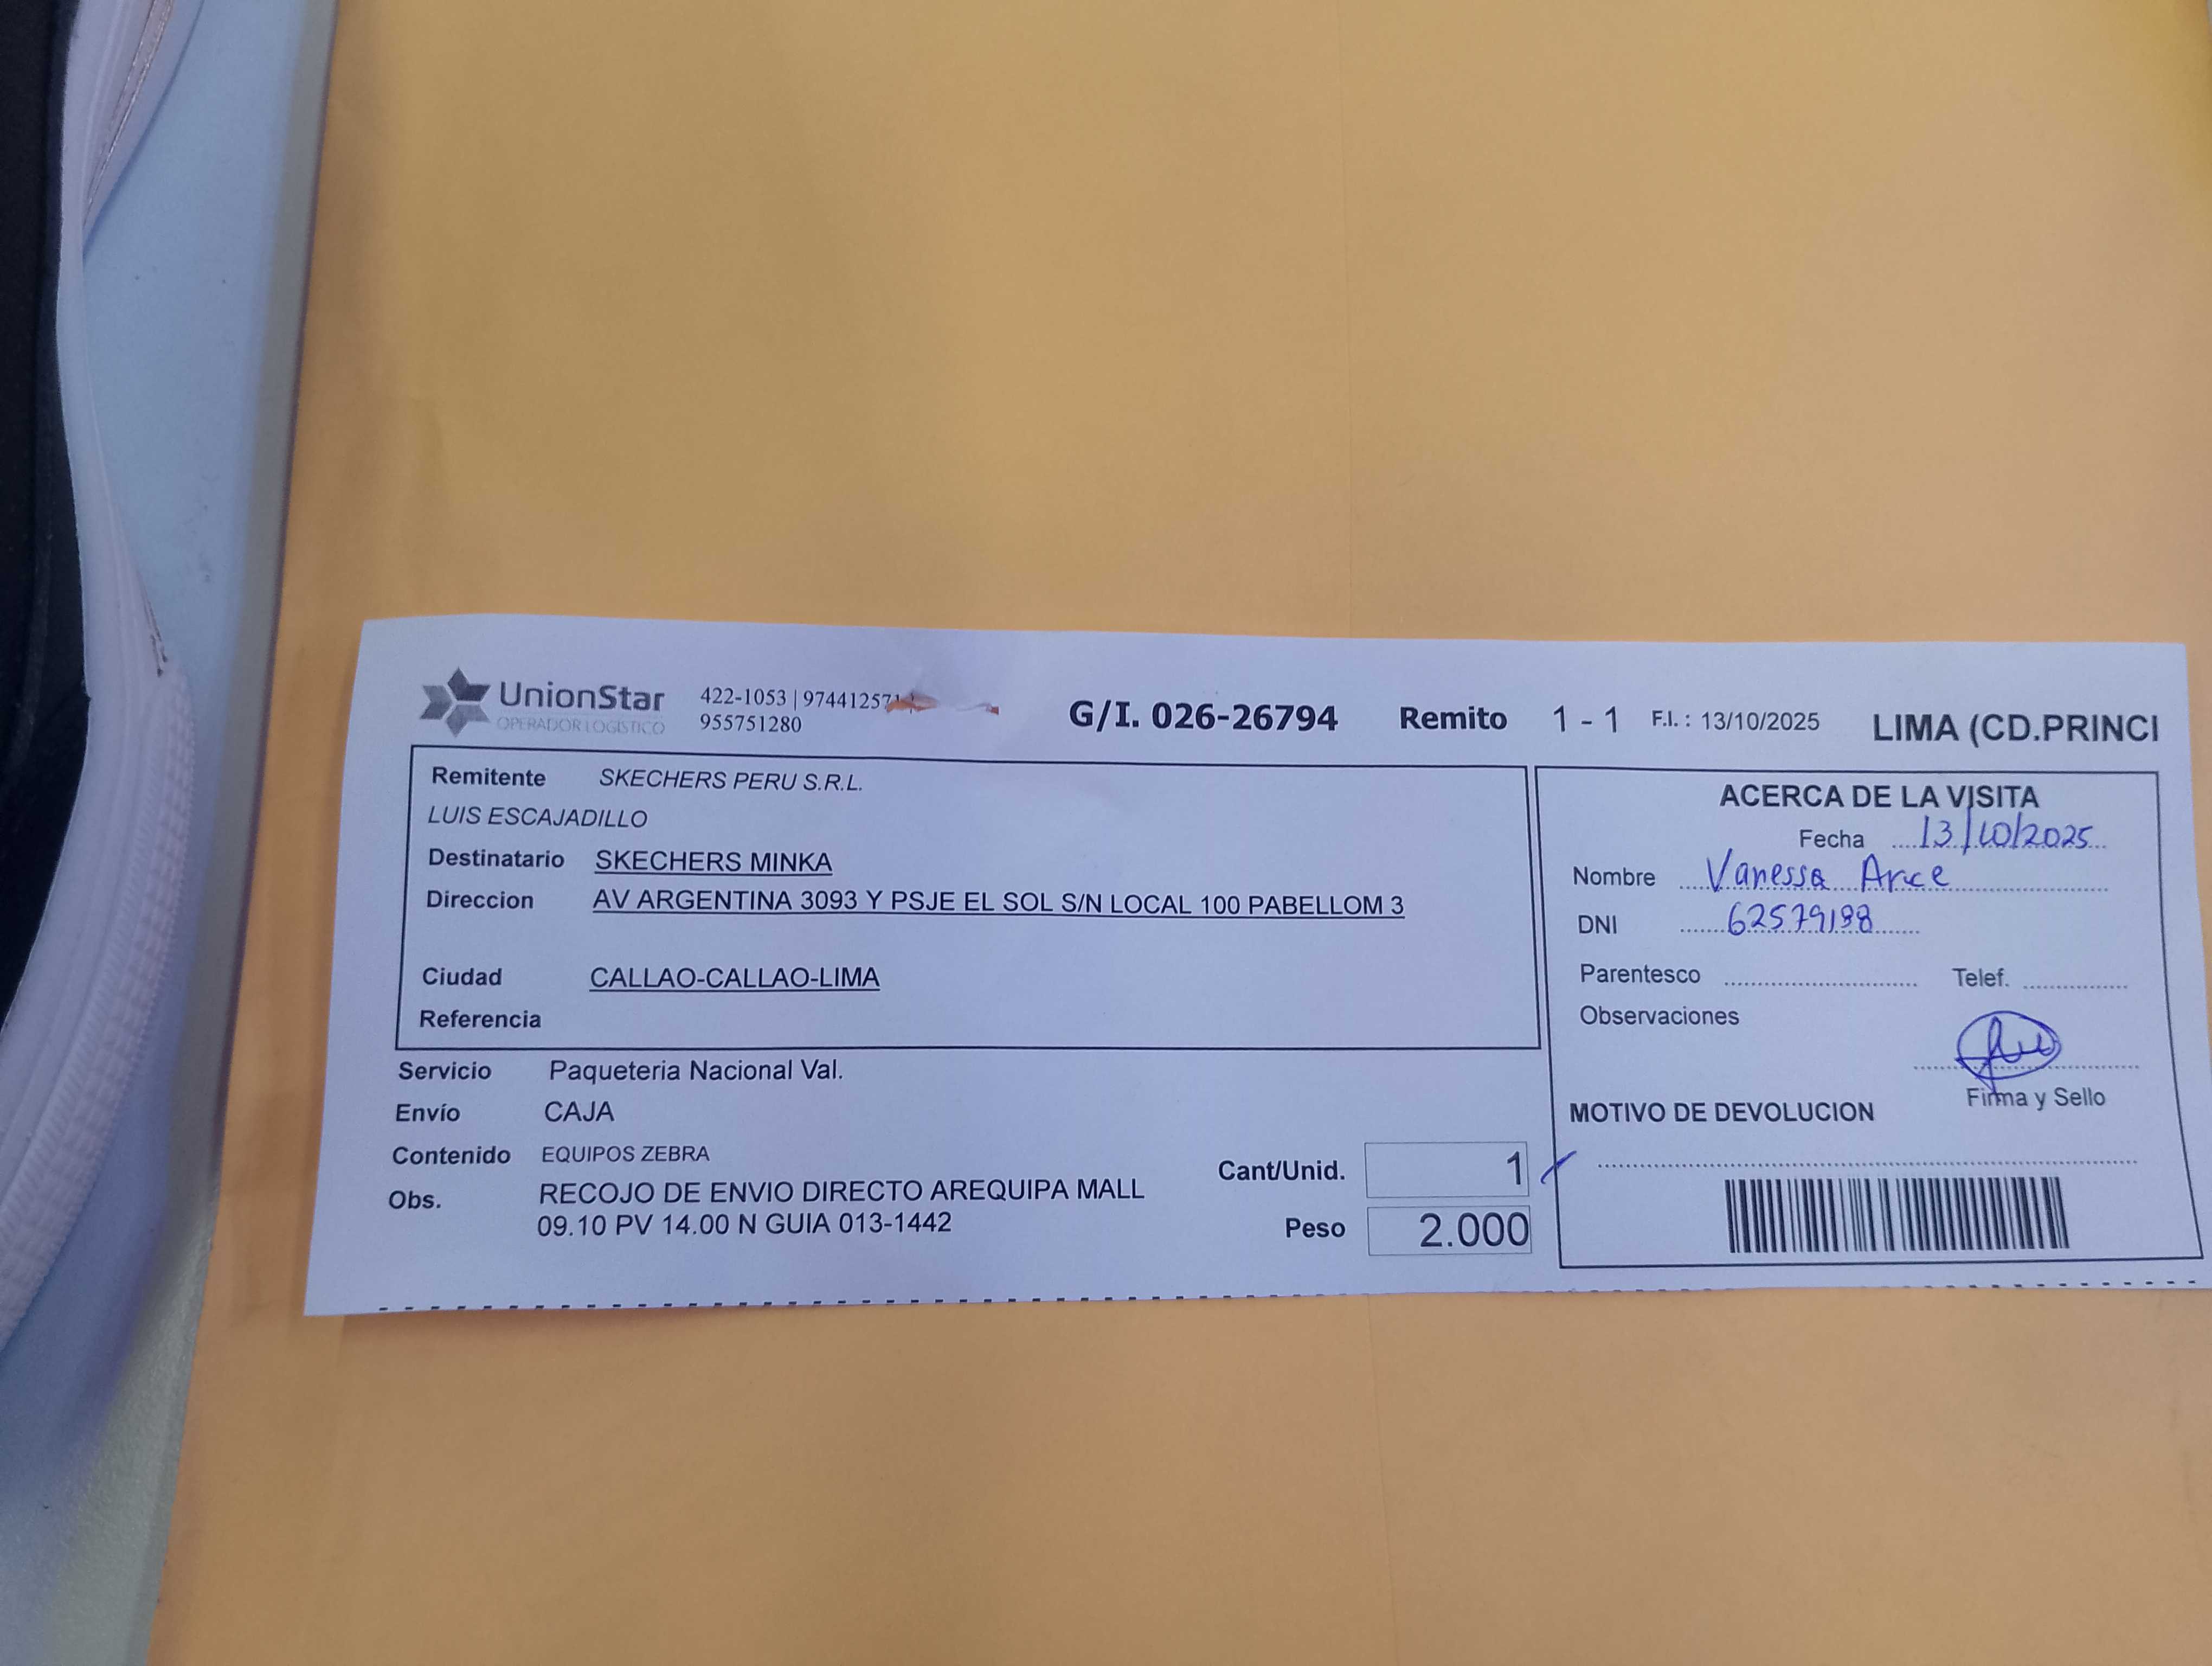 UnionStar
OPERADOR LOGISTICO
422-1053 | 974412571
955751280
G/I. 026-26794 Remito 1 - 1 F.I. : 13/10/2025 LIMA (CD.PRINCI
Remitente SKECHERS PERU S.R.L.
LUIS ESCAJADILLO
Destinatario SKECHERS MINKA
Direccion AV ARGENTINA 3093 Y PSJE EL SOL S/N LOCAL 100 PABELLOM 3
Ciudad CALLAO-CALLAO-LIMA
Referencia
Servicio Paqueteria Nacional Val.
Envío CAJA
Contenido EQUIPOS ZEBRA
Obs. RECOJO DE ENVIO DIRECTO AREQUIPA MALL
09.10 PV 14.00 N GUIA 013-1442
Cant/Unid. 1
Peso 2.000
ACERCA DE LA VISITA
Fecha 13/10/2025
Nombre Vanessa Arce
DNI 62579198
Parentesco Telef.
Observaciones
Firma y Sello
MOTIVO DE DEVOLUCION